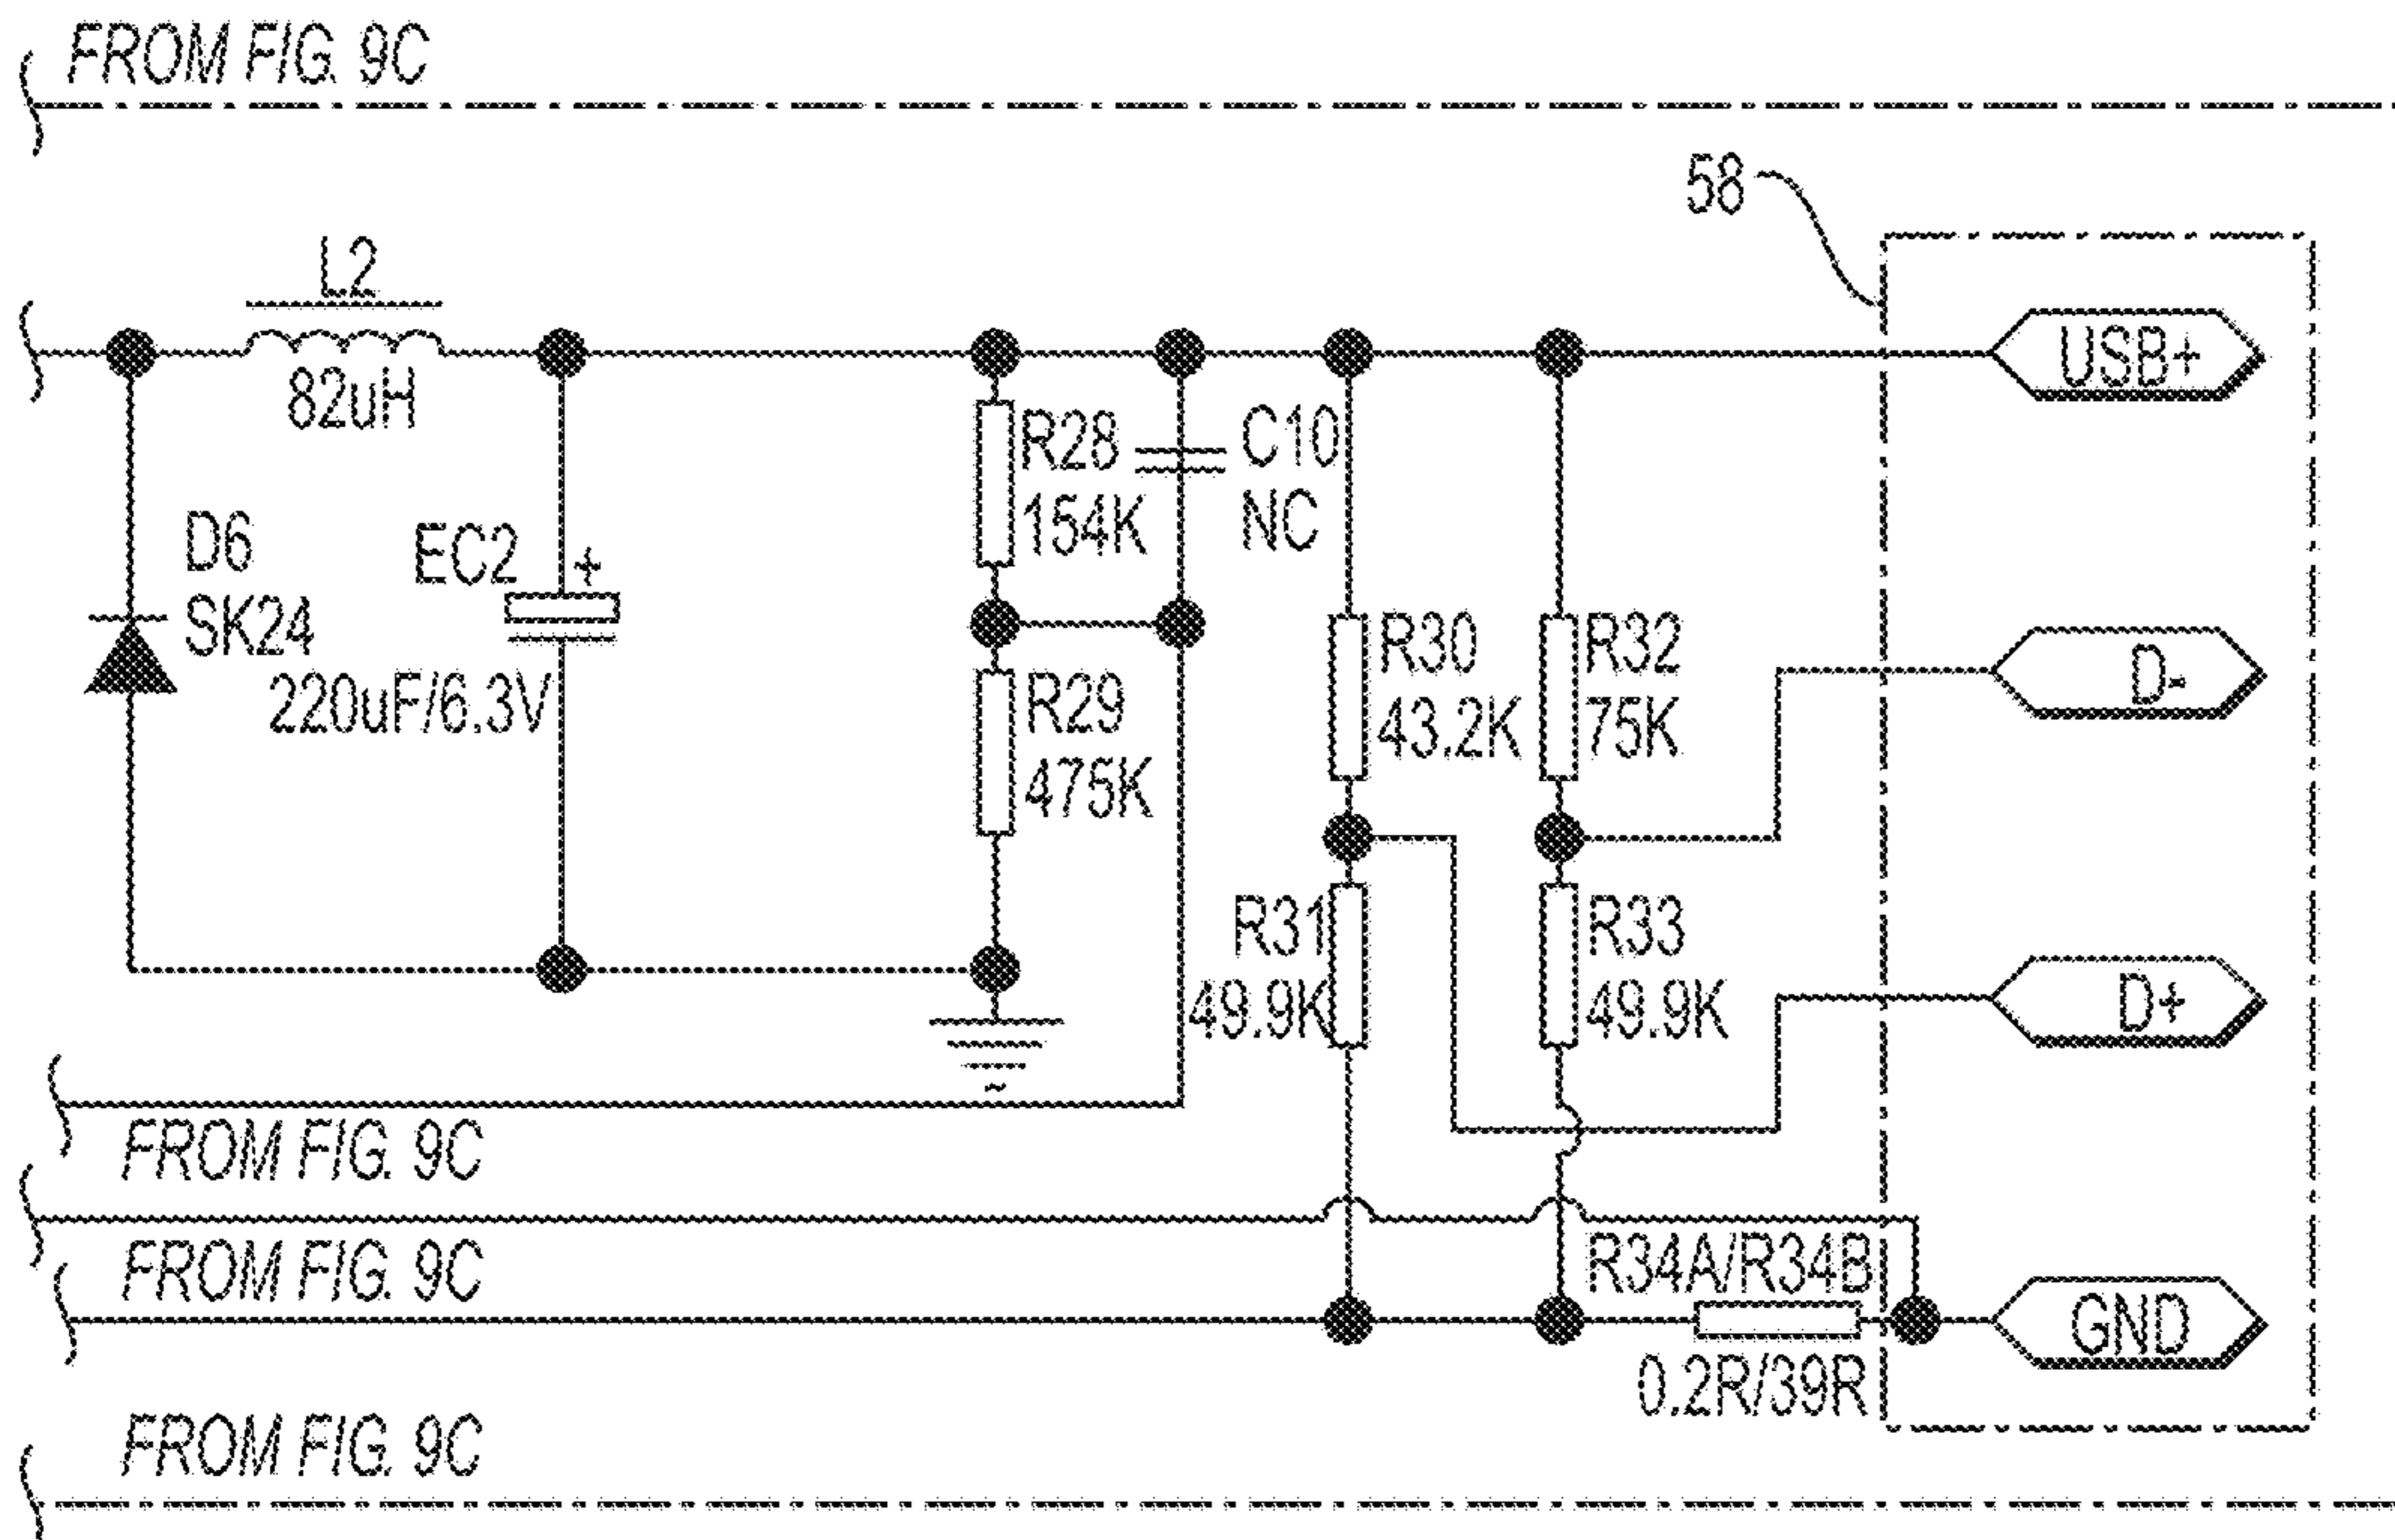 FROM FIG. 9C
58
L2
82uH
USB+
R28
154K
C10
NC
D6
SK24
EC2 +
220uF/6.3V
R30
43.2K
R32
75K
D-
R29
475K
R31
49.9K
R33
49.9K
D+
FROM FIG. 9C
FROM FIG. 9C
R34A/R34B
0.2R/39R
GND
FROM FIG. 9C